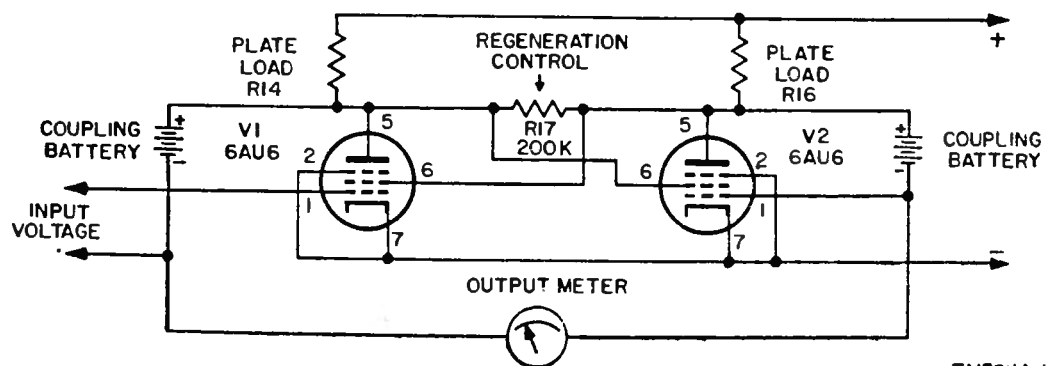 REGENERATION
CONTROL
+
PLATE
LOAD
R14
PLATE
LOAD
R16
COUPLING
BATTERY
+
-
V1
6AU6
5
2
1
6
7
R17
200K
5
6
2
1
7
V2
6AU6
+
-
COUPLING
BATTERY
INPUT
VOLTAGE
-
OUTPUT METER